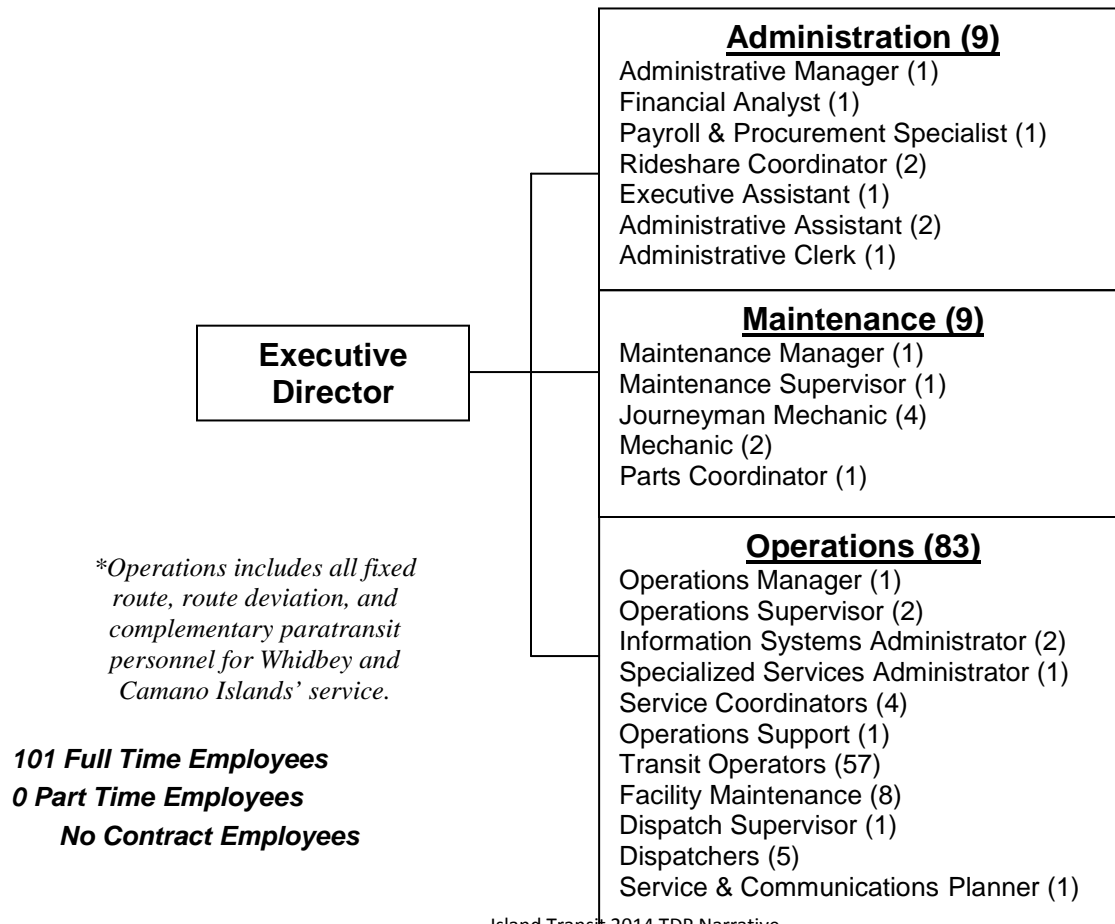 Administration (9)
Administrative Manager (1)
Financial Analyst (1)
Payroll & Procurement Specialist (1)
Rideshare Coordinator (2)
Executive Assistant (1)
Administrative Assistant (2)
Administrative Clerk (1)
Executive
Director
Maintenance (9)
Maintenance Manager (1)
Maintenance Supervisor (1)
Journeyman Mechanic (4)
Mechanic (2)
Parts Coordinator (1)
Operations (83)
Operations Manager (1)
Operations Supervisor (2)
Information Systems Administrator (2)
Specialized Services Administrator (1)
Service Coordinators (4)
Operations Support (1)
Transit Operators (57)
Facility Maintenance (8)
Dispatch Supervisor (1)
Dispatchers (5)
Service & Communications Planner (1)
*Operations includes all fixed
route, route deviation, and
complementary paratransit
personnel for Whidbey and
Camano Islands’ service.
101 Full Time Employees
0 Part Time Employees
No Contract Employees
Island Transit 2014 TDP Narrative